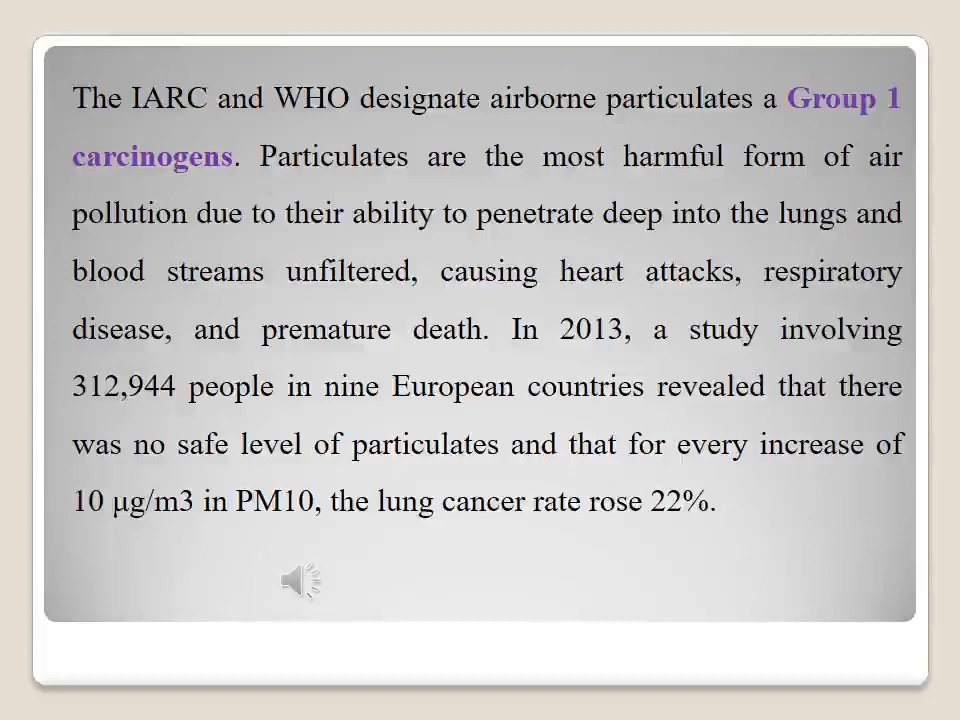 The IARC and WHO designate airborne particulates a Group 1
carcinogens. Particulates are the most harmful form of air
pollution due to their ability to penetrate deep into the lungs and
blood streams unfiltered, causing heart attacks, respiratory
disease, and premature death. In 2013, a study involving
312,944 people in nine European countries revealed that there
was no safe level of particulates and that for every increase of
10 μg/m3 in PM10, the lung cancer rate rose 22%.